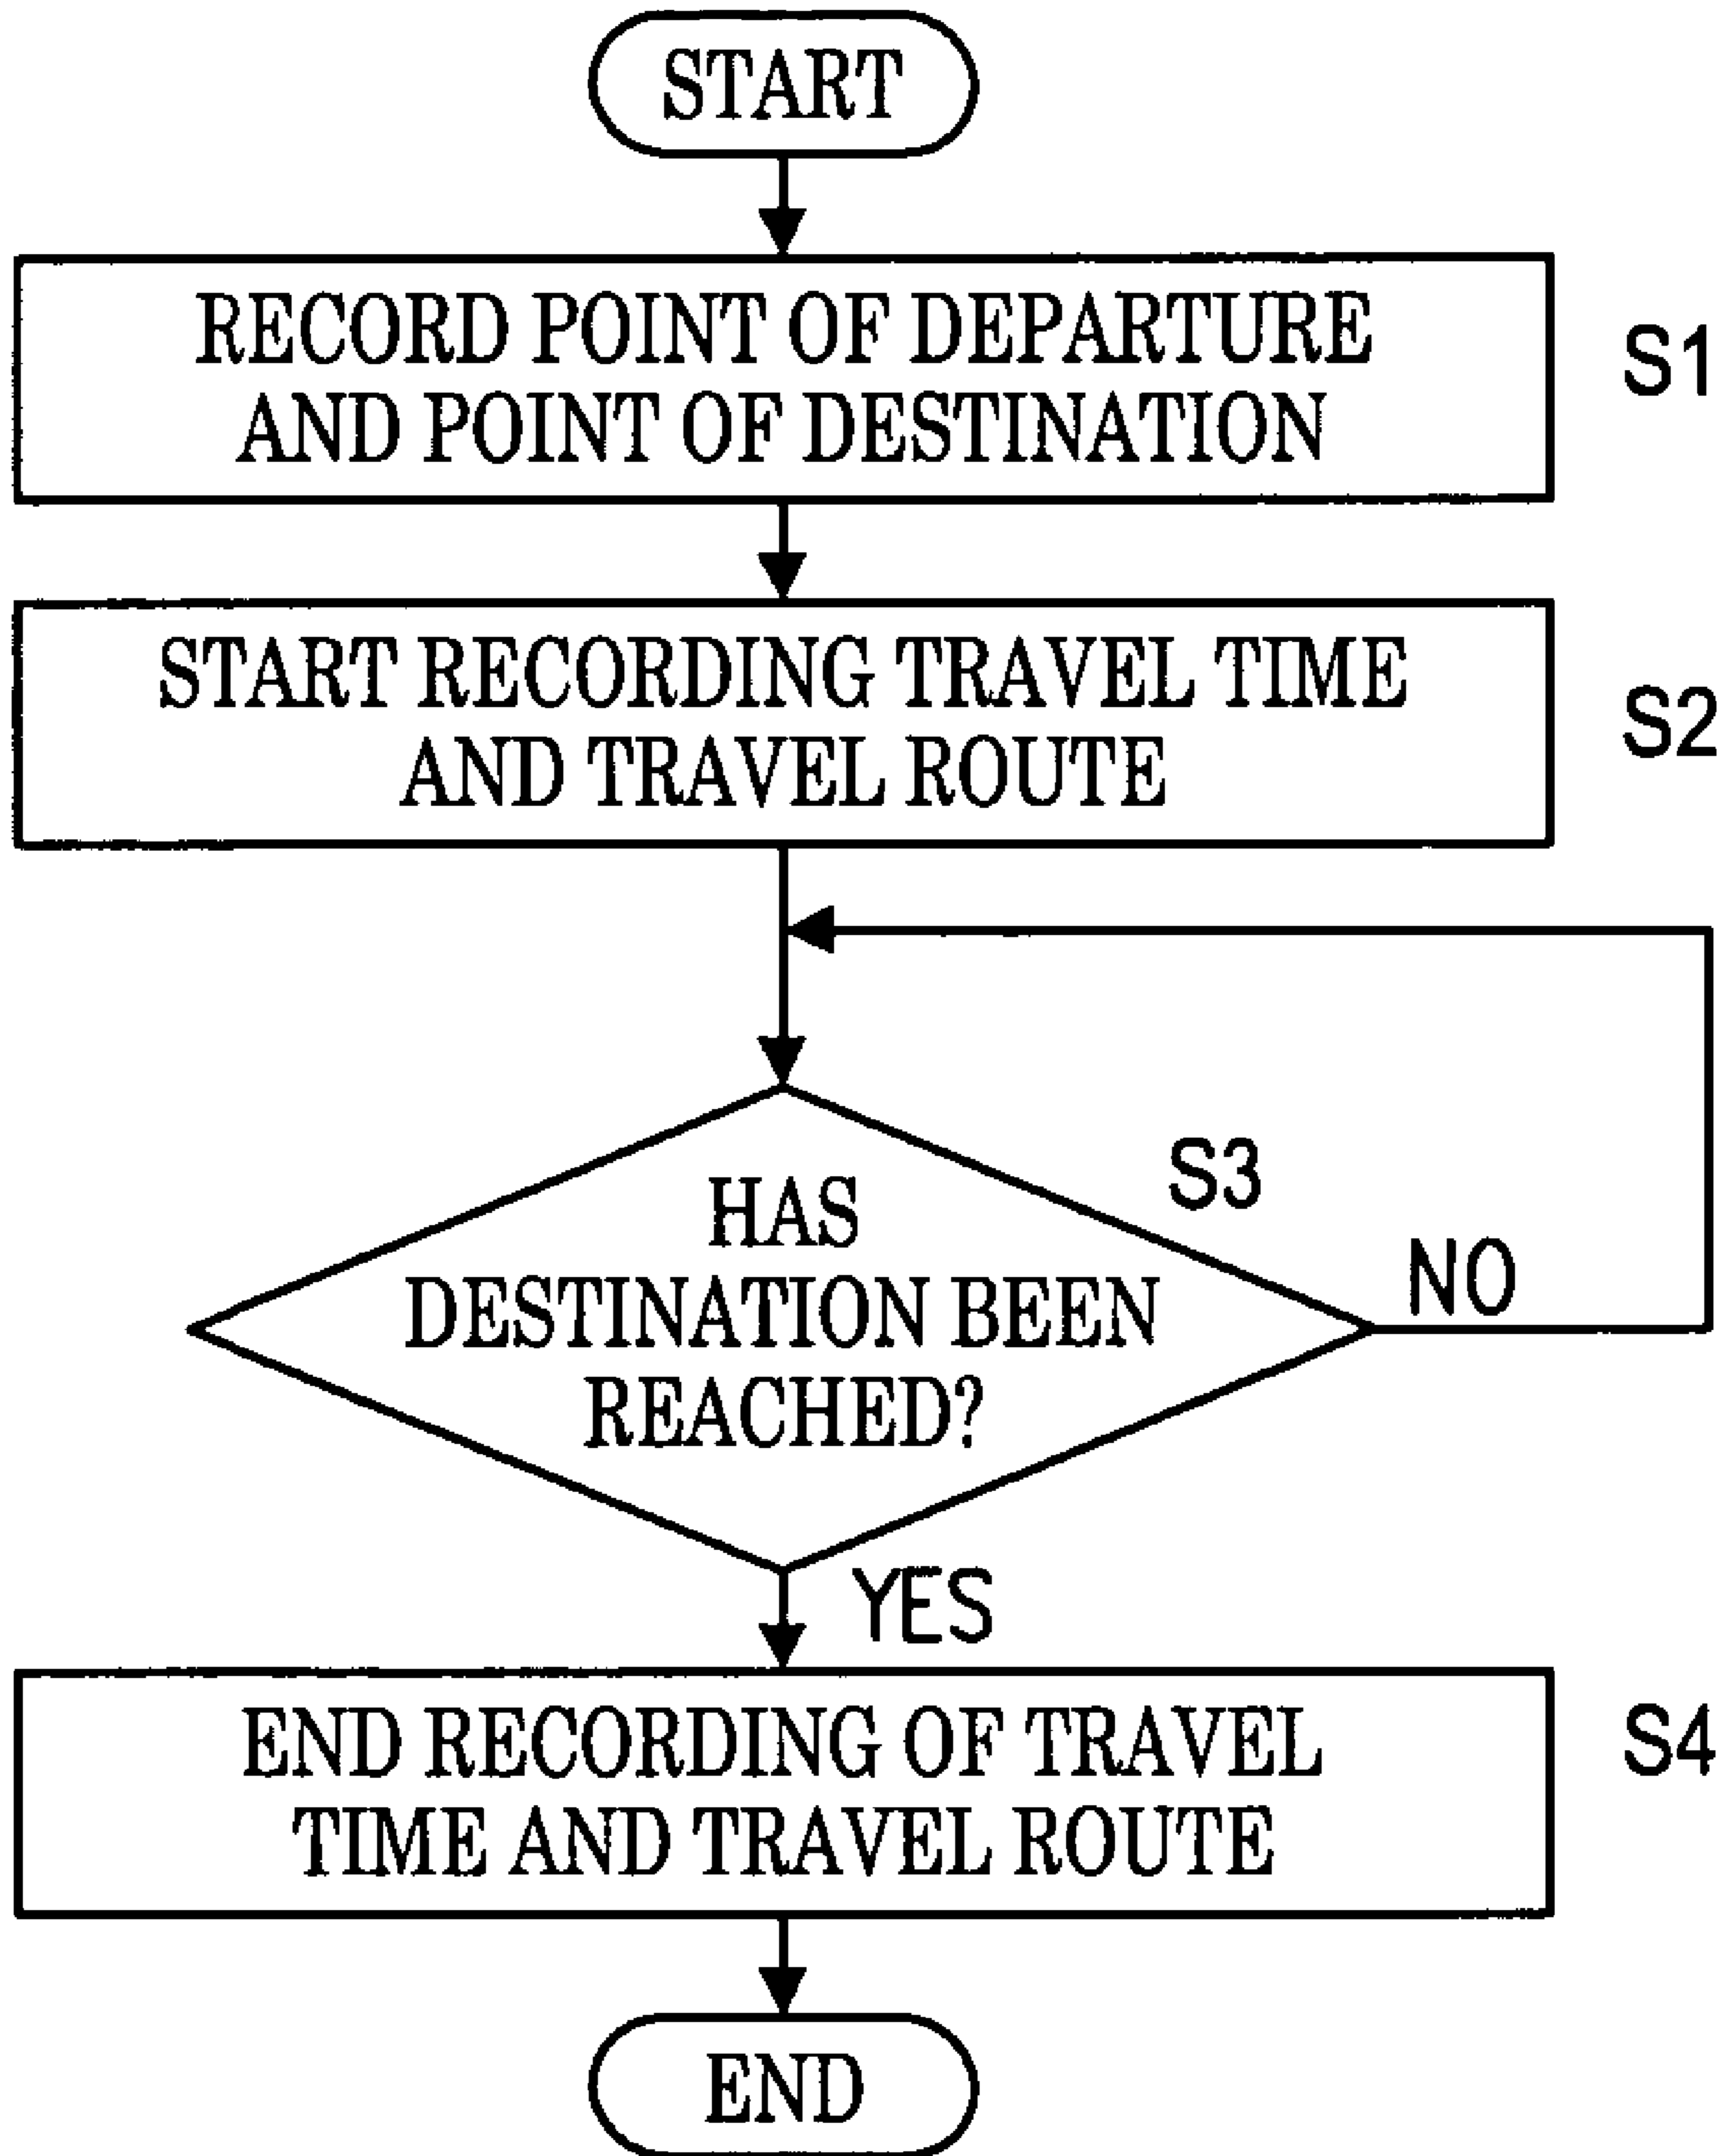 START
RECORD POINT OF DEPARTURE
AND POINT OF DESTINATION
S1
START RECORDING TRAVEL TIME
AND TRAVEL ROUTE
S2
HAS
DESTINATION BEEN
REACHED?
S3
NO
YES
END RECORDING OF TRAVEL
TIME AND TRAVEL ROUTE
S4
END